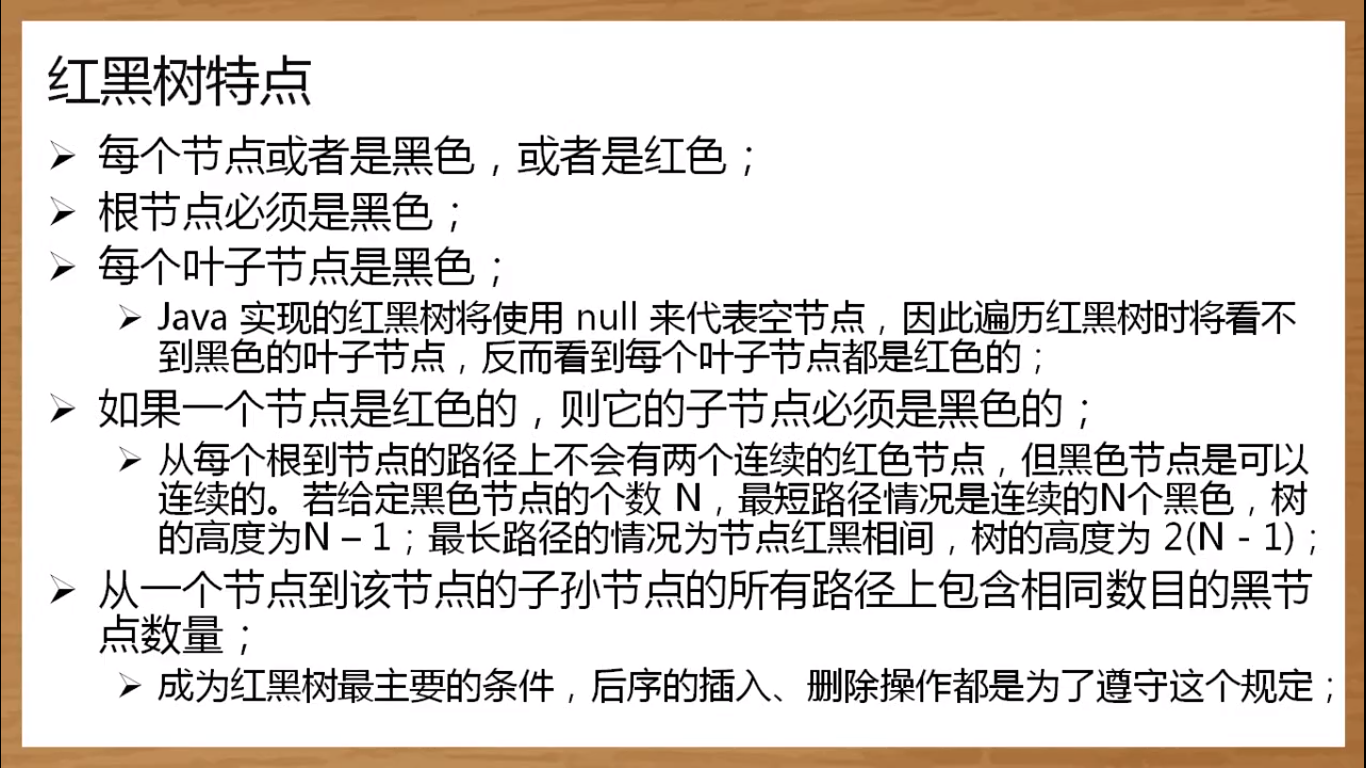 红黑树特点
➢ 每个节点或者是黑色，或者是红色；
➢ 根节点必须是黑色；
➢ 每个叶子节点是黑色；
➢ Java 实现的红黑树将使用 null 来代表空节点，因此遍历红黑树时将看不
到黑色的叶子节点，反而看到每个叶子节点都是红色的；
➢ 如果一个节点是红色的，则它的子节点必须是黑色的；
➢ 从每个根到节点的路径上不会有两个连续的红色节点，但黑色节点是可以
连续的。若给定黑色节点的个数 N，最短路径情况是连续的N个黑色，树
的高度为N – 1；最长路径的情况为节点红黑相间，树的高度为 2(N - 1)；
➢ 从一个节点到该节点的子孙节点的所有路径上包含相同数目的黑节
点数量；
➢ 成为红黑树最主要的条件，后序的插入、删除操作都是为了遵守这个规定；